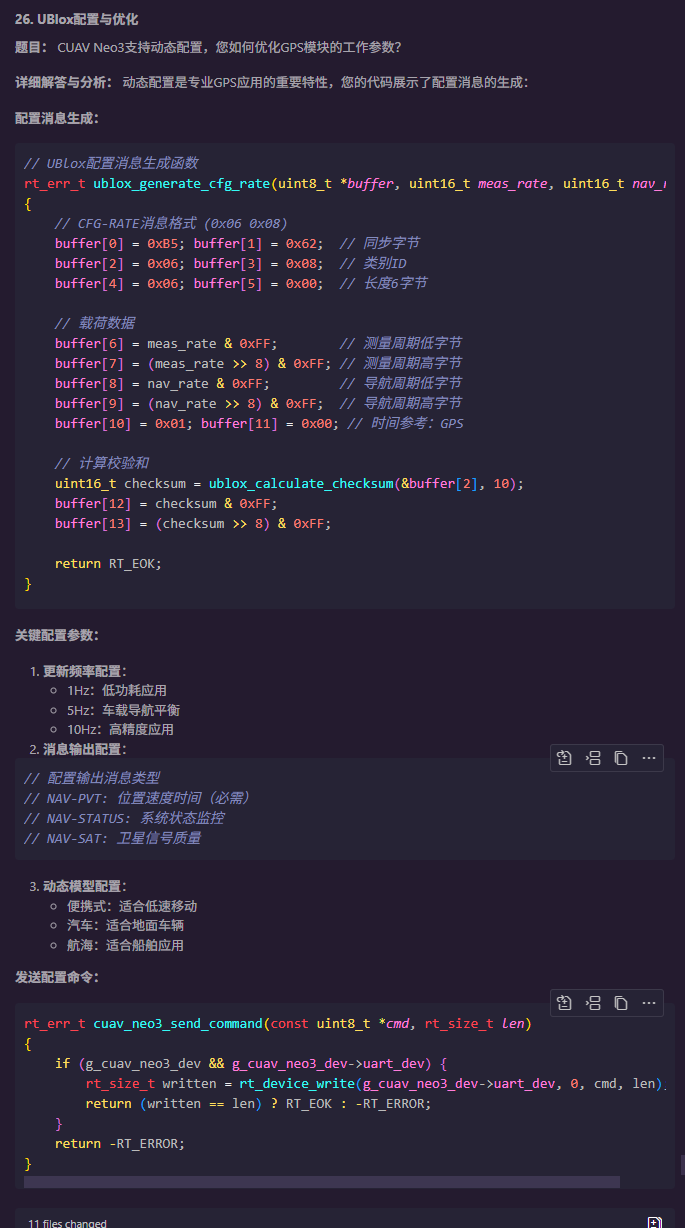 26. UBlox配置与优化
题目： CUAV Neo3支持动态配置，您如何优化GPS模块的工作参数？
详细解答与分析： 动态配置是专业GPS应用的重要特性，您的代码展示了配置消息的生成：
配置消息生成：
// UBlox配置消息生成函数
rt_err_t ublox_generate_cfg_rate(uint8_t *buffer, uint16_t meas_rate, uint16_t nav_r
{
    // CFG-RATE消息格式 (0x06 0x08)
    buffer[0] = 0xB5; buffer[1] = 0x62;  // 同步字节
    buffer[2] = 0x06; buffer[3] = 0x08;  // 类别ID
    buffer[4] = 0x06; buffer[5] = 0x00;  // 长度6字节
    // 载荷数据
    buffer[6] = meas_rate & 0xFF;        // 测量周期低字节
    buffer[7] = (meas_rate >> 8) & 0xFF; // 测量周期高字节
    buffer[8] = nav_rate & 0xFF;         // 导航周期低字节
    buffer[9] = (nav_rate >> 8) & 0xFF;  // 导航周期高字节
    buffer[10] = 0x01; buffer[11] = 0x00; // 时间参考：GPS
    // 计算校验和
    uint16_t checksum = ublox_calculate_checksum(&buffer[2], 10);
    buffer[12] = checksum & 0xFF;
    buffer[13] = (checksum >> 8) & 0xFF;
    return RT_EOK;
}
关键配置参数：
1. 更新频率配置：
1Hz：低功耗应用
5Hz：车载导航平衡
10Hz：高精度应用
2. 消息输出配置：
// 配置输出消息类型
// NAV-PVT: 位置速度时间（必需）
// NAV-STATUS: 系统状态监控
// NAV-SAT: 卫星信号质量
3. 动态模型配置：
便携式：适合低速移动
汽车：适合地面车辆
航海：适合船舶应用
发送配置命令：
rt_err_t cuav_neo3_send_command(const uint8_t *cmd, rt_size_t len)
{
    if (g_cuav_neo3_dev && g_cuav_neo3_dev->uart_dev) {
        rt_size_t written = rt_device_write(g_cuav_neo3_dev->uart_dev, 0, cmd, len)
        return (written == len) ? RT_EOK : -RT_ERROR;
    }
    return -RT_ERROR;
}
11 files changed